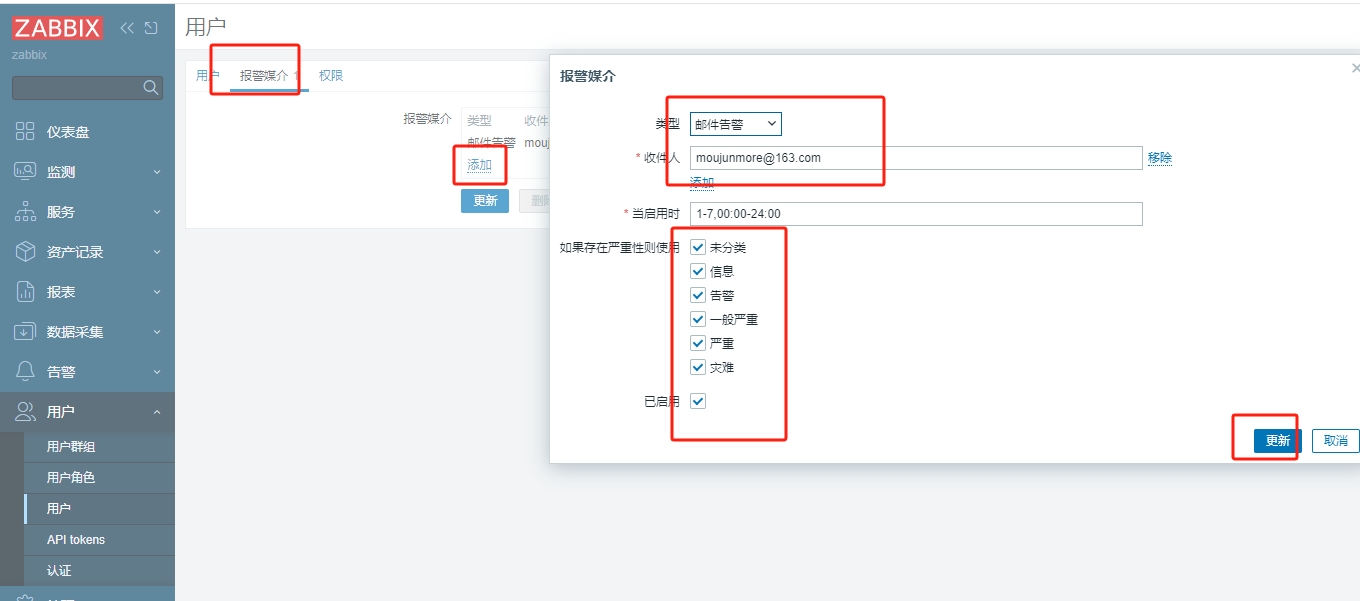 ZABBIX
zabbix
仪表盘
监测
服务
资产记录
报表
数据采集
告警
用户
用户群组
用户角色
用户
API tokens
认证
用户
用户 报警媒介 1 权限
报警媒介 类型 收件
邮件告警 mouj
添加
更新 删除
报警媒介
类型 邮件告警
* 收件人 moujunmore@163.com 移除
添加
* 当启用时 1-7,00:00-24:00
如果存在严重性则使用 未分类
信息
告警
一般严重
严重
灾难
已启用
更新 取消